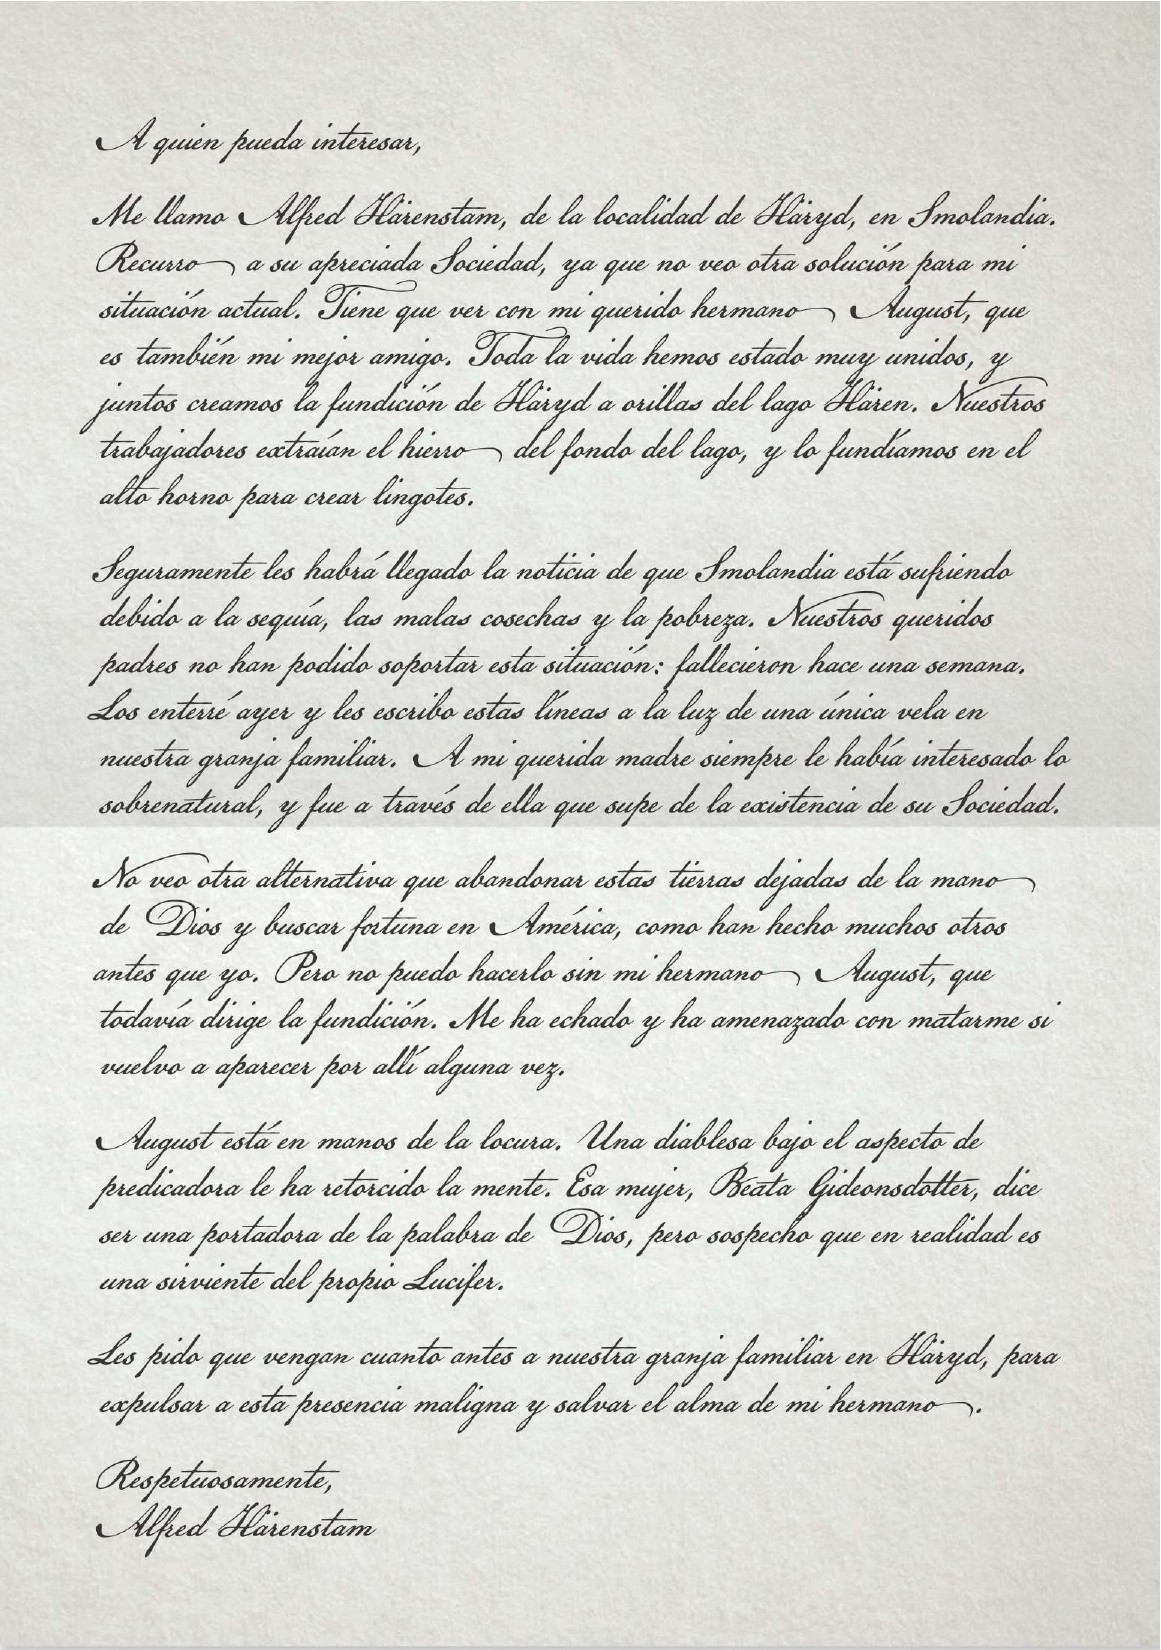 A quien pueda interesar,
Me llamo Alfred Härenstam, de la localidad de Häryd, en Smolandia.
Recurro a su apreciada Sociedad, ya que no veo otra solución para mi
situación actual. Tiene que ver con mi querido hermano August, que
es también mi mejor amigo. Toda la vida hemos estado muy unidos, y
juntos creamos la fundición de Häryd a orillas del lago Hären. Nuestros
trabajadores extraían el hierro del fondo del lago, y lo fundíamos en el
alto horno para crear lingotes.
Seguramente les habrá llegado la noticia de que Smolandia está sufriendo
debido a la sequía, las malas cosechas y la pobreza. Nuestros queridos
padres no han podido soportar esta situación: fallecieron hace una semana.
Los enterré ayer y les escribo estas líneas a la luz de una única vela en
nuestra granja familiar. A mi querida madre siempre le había interesado lo
sobrenatural, y fue a través de ella que supe de la existencia de su Sociedad.
No veo otra alternativa que abandonar estas tierras dejadas de la mano
de Dios y buscar fortuna en América, como han hecho muchos otros
antes que yo. Pero no puedo hacerlo sin mi hermano August, que
todavía dirige la fundición. Me ha echado y ha amenazado con matarme si
vuelvo a aparecer por allí alguna vez.
August está en manos de la locura. Una diablesa bajo el aspecto de
predicadora le ha retorcido la mente. Esa mujer, Beata Gideonsdotter, dice
ser una portadora de la palabra de Dios, pero sospecho que en realidad es
una sirviente del propio Lucifer.
Les pido que vengan cuanto antes a nuestra granja familiar en Häryd, para
expulsar a esta presencia maligna y salvar el alma de mi hermano.
Respetuosamente,
Alfred Härenstam